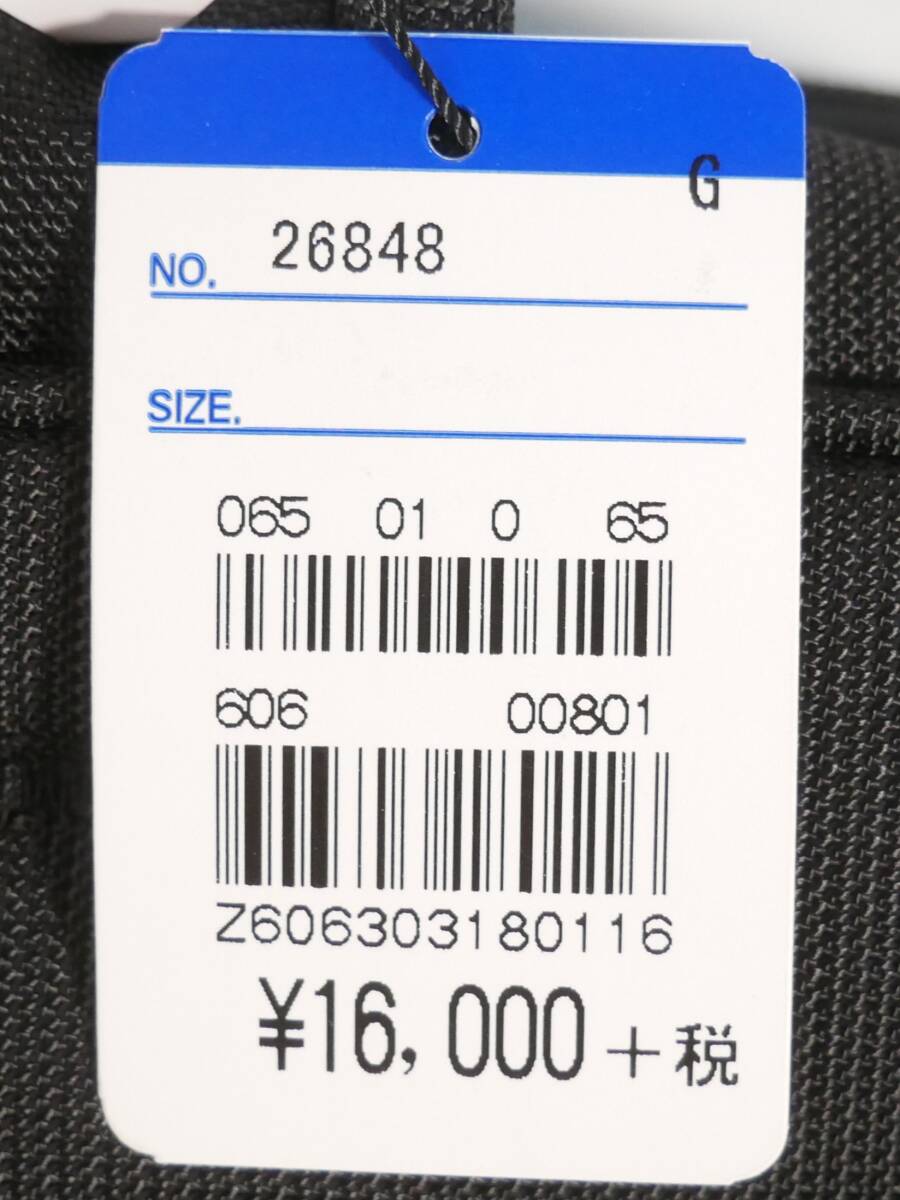 G
NO. 26848
SIZE.
065 01 0 65
606 00801
Z606303180116
¥16,000+税